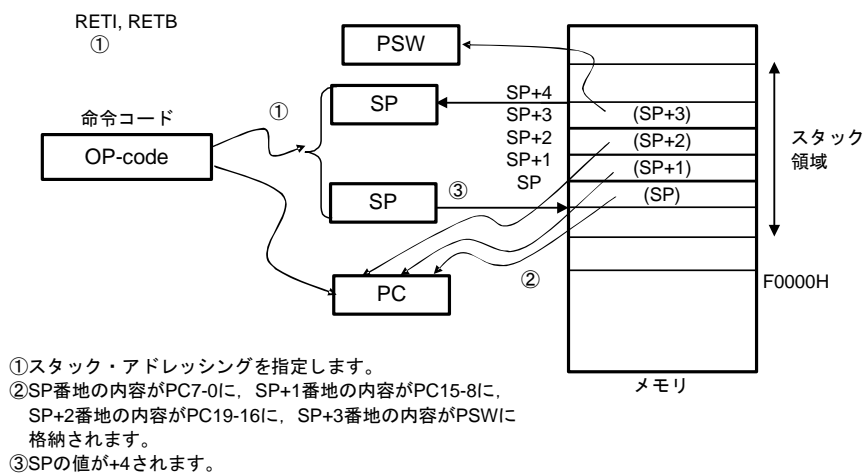 RETI, RETB
①
PSW
SP
SP+4
SP+3
SP+2
SP+1
SP
(SP+3)
(SP+2)
(SP+1)
(SP)
スタック
領域
命令コード
OP-code
①
SP
③
②
PC
F0000H
メモリ
①スタック・アドレッシングを指定します。
②SP番地の内容がPC7-0に，SP+1番地の内容がPC15-8に，
SP+2番地の内容がPC19-16に，SP+3番地の内容がPSWに
格納されます。
③SPの値が+4されます。